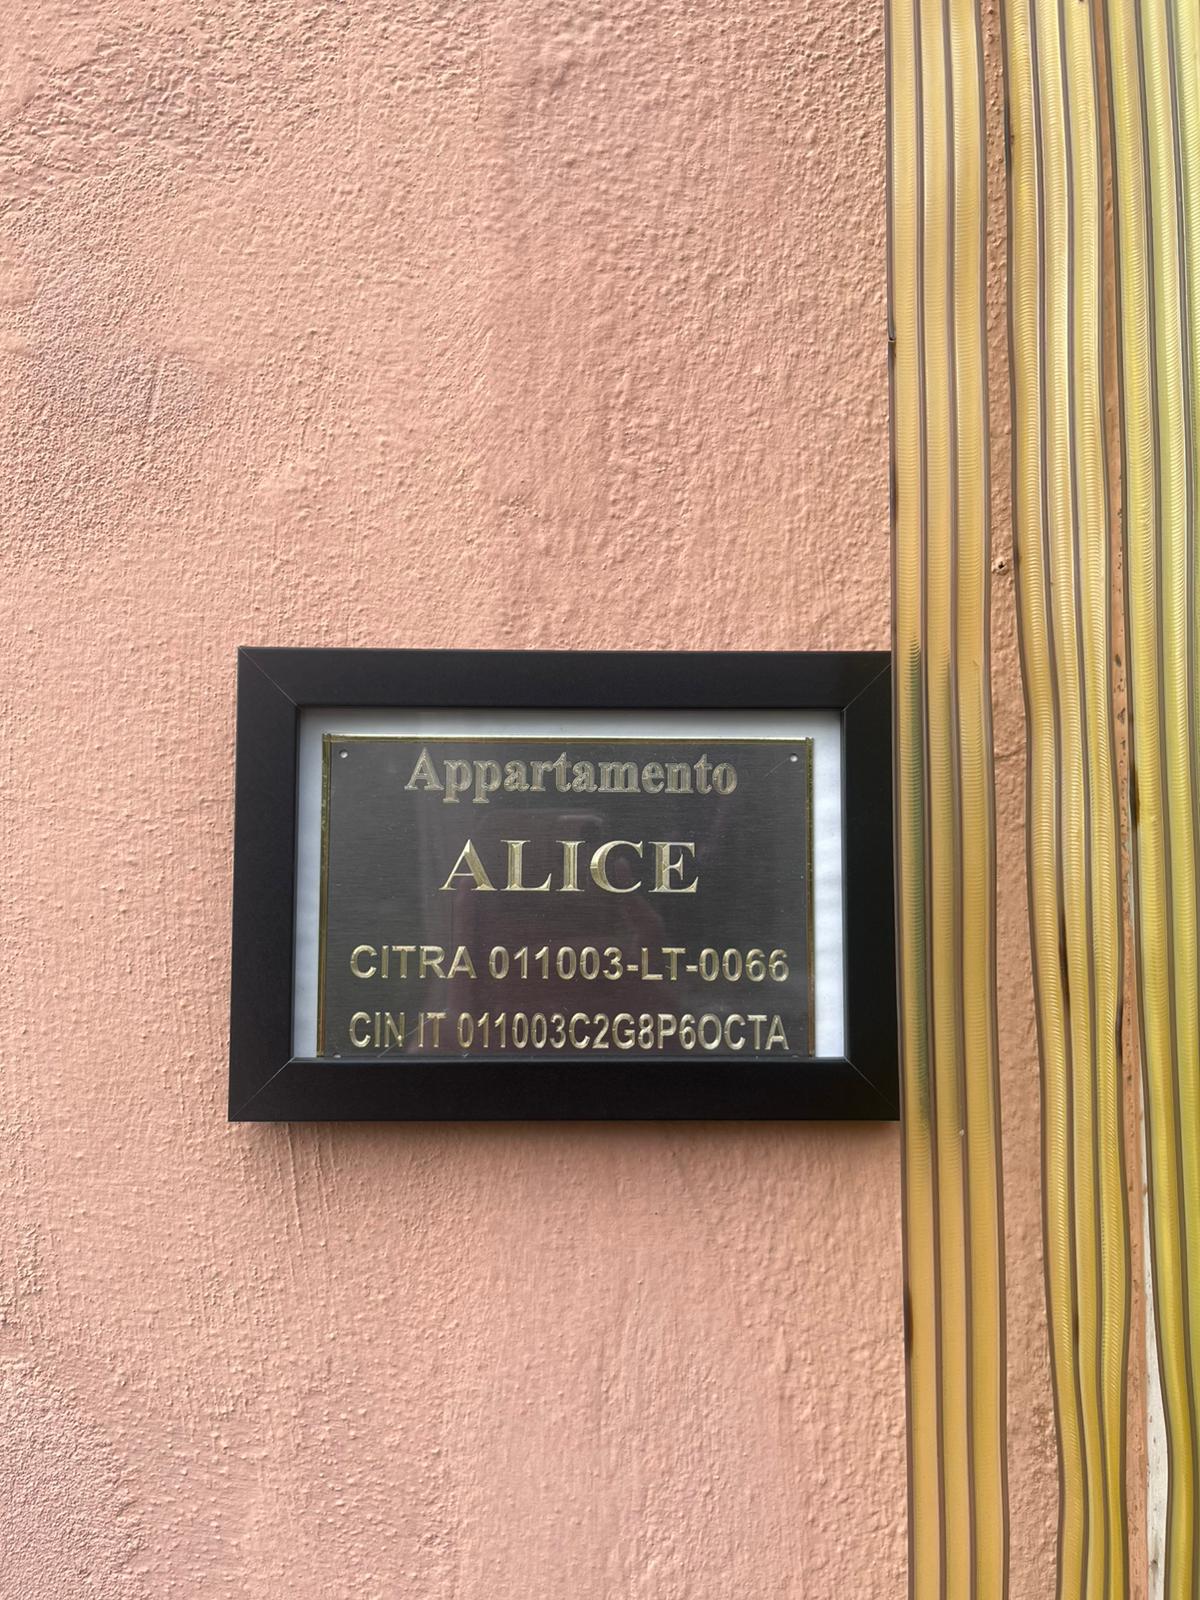 Appartamento
ALICE
CITRA 011003-LT-0066
CIN IT 011003C2G8P6OCTA